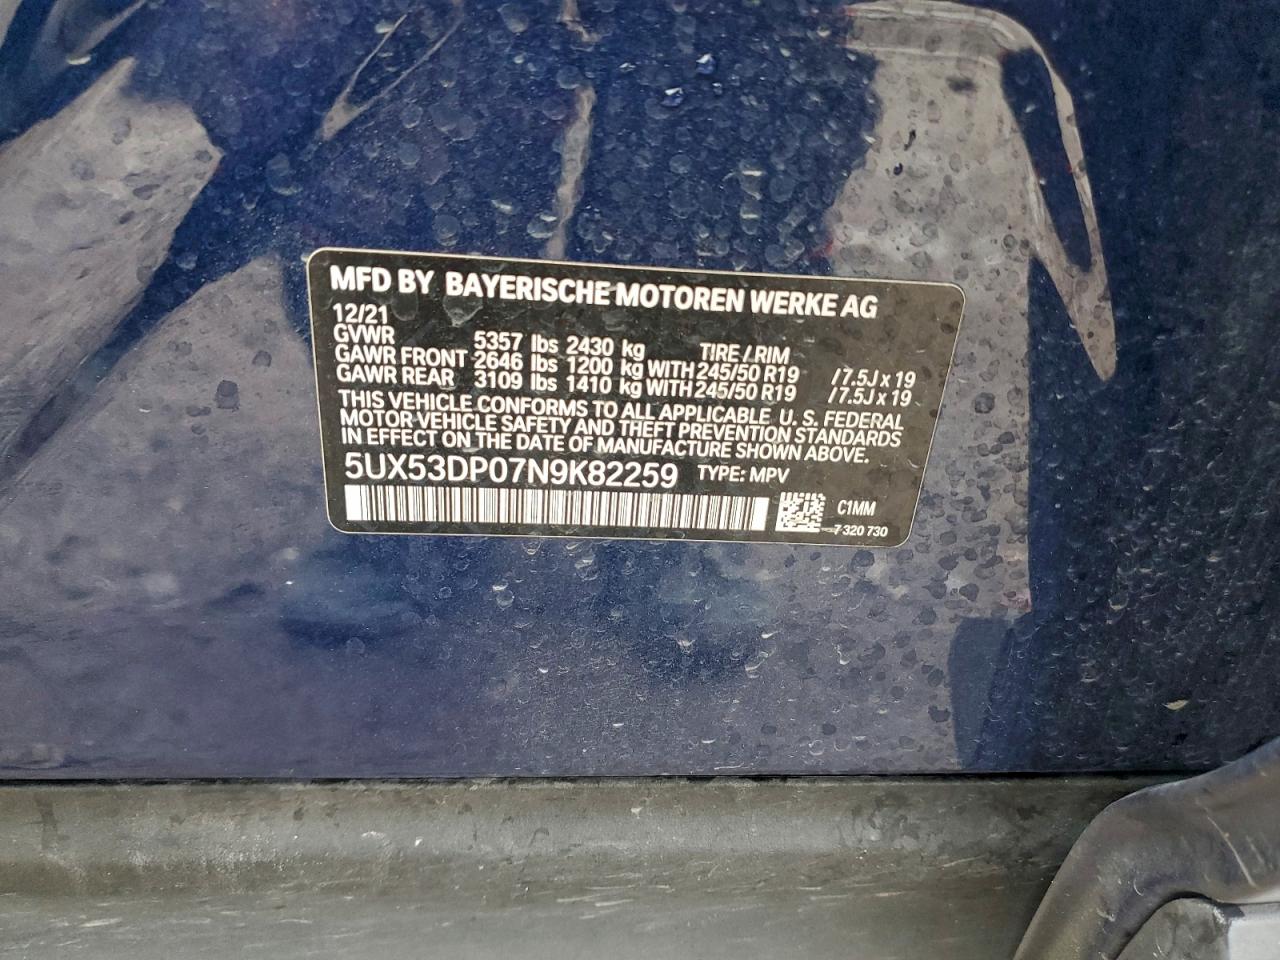 MFD BY BAYERISCHE MOTOREN WERKE AG
12/21
GVWR 5357 lbs 2430 kg TIRE / RIM
GAWR FRONT 2646 lbs 1200 kg WITH 245/50 R19 /7.5J x 19
GAWR REAR 3109 lbs 1410 kg WITH 245/50 R19 /7.5J x 19
THIS VEHICLE CONFORMS TO ALL APPLICABLE U. S. FEDERAL
MOTOR VEHICLE SAFETY AND THEFT PREVENTION STANDARDS
IN EFFECT ON THE DATE OF MANUFACTURE SHOWN ABOVE.
5UX53DP07N9K82259 TYPE: MPV
C1MM
7 320 730